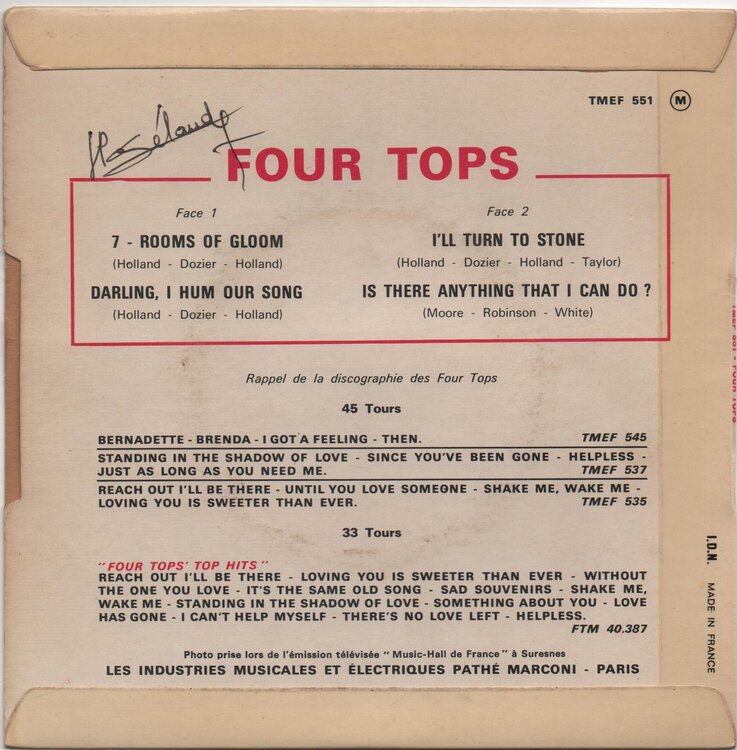 TMEF 551 M
FOUR TOPS
Face 1
7 - ROOMS OF GLOOM
(Holland - Dozier - Holland)
DARLING, I HUM OUR SONG
(Holland - Dozier - Holland)
Face 2
I'LL TURN TO STONE
(Holland - Dozier - Holland - Taylor)
IS THERE ANYTHING THAT I CAN DO ?
(Moore - Robinson - White)
Rappel de la discographie des Four Tops
45 Tours
BERNADETTE - BRENDA - I GOT A FEELING - THEN. TMEF 545
STANDING IN THE SHADOW OF LOVE - SINCE YOU'VE BEEN GONE - HELPLESS -
JUST AS LONG AS YOU NEED ME. TMEF 537
REACH OUT I'LL BE THERE - UNTIL YOU LOVE SOMEONE - SHAKE ME, WAKE ME -
LOVING YOU IS SWEETER THAN EVER. TMEF 535
33 Tours
"FOUR TOPS' TOP HITS"
REACH OUT I'LL BE THERE - LOVING YOU IS SWEETER THAN EVER - WITHOUT
THE ONE YOU LOVE - IT'S THE SAME OLD SONG - SAD SOUVENIRS - SHAKE ME,
WAKE ME - STANDING IN THE SHADOW OF LOVE - SOMETHING ABOUT YOU - LOVE
HAS GONE - I CAN'T HELP MYSELF - THERE'S NO LOVE LEFT - HELPLESS.
FTM 40.387
Photo prise lors de l'émission télévisée "Music-Hall de France" à Suresnes
LES INDUSTRIES MUSICALES ET ÉLECTRIQUES PATHÉ MARCONI - PARIS
TMEF 551 - FOUR TOPS
I.D.N. MADE IN FRANCE